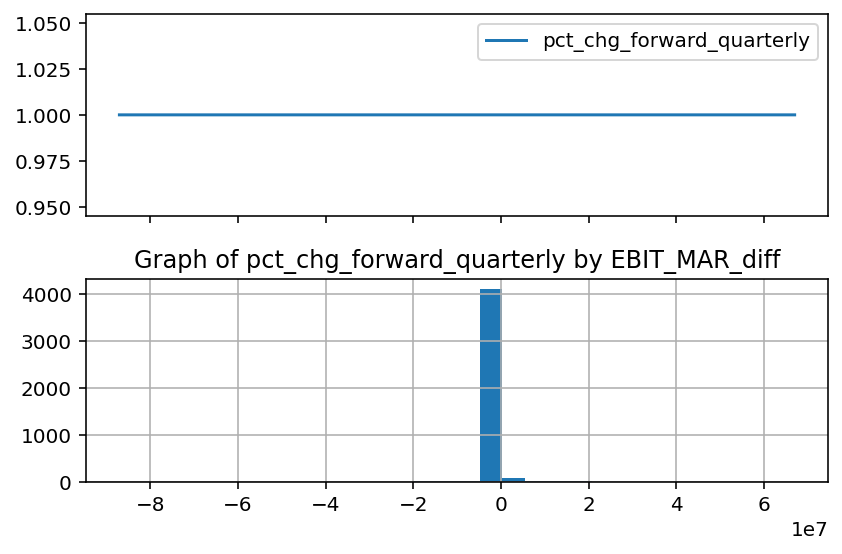 1.050
1.025
1.000
0.975
0.950
pct_chg_forward_quarterly
Graph of pct_chg_forward_quarterly by EBIT_MAR_diff
4000
3000
2000
1000
0
−8 −6 −4 −2 0 2 4 6
1e7